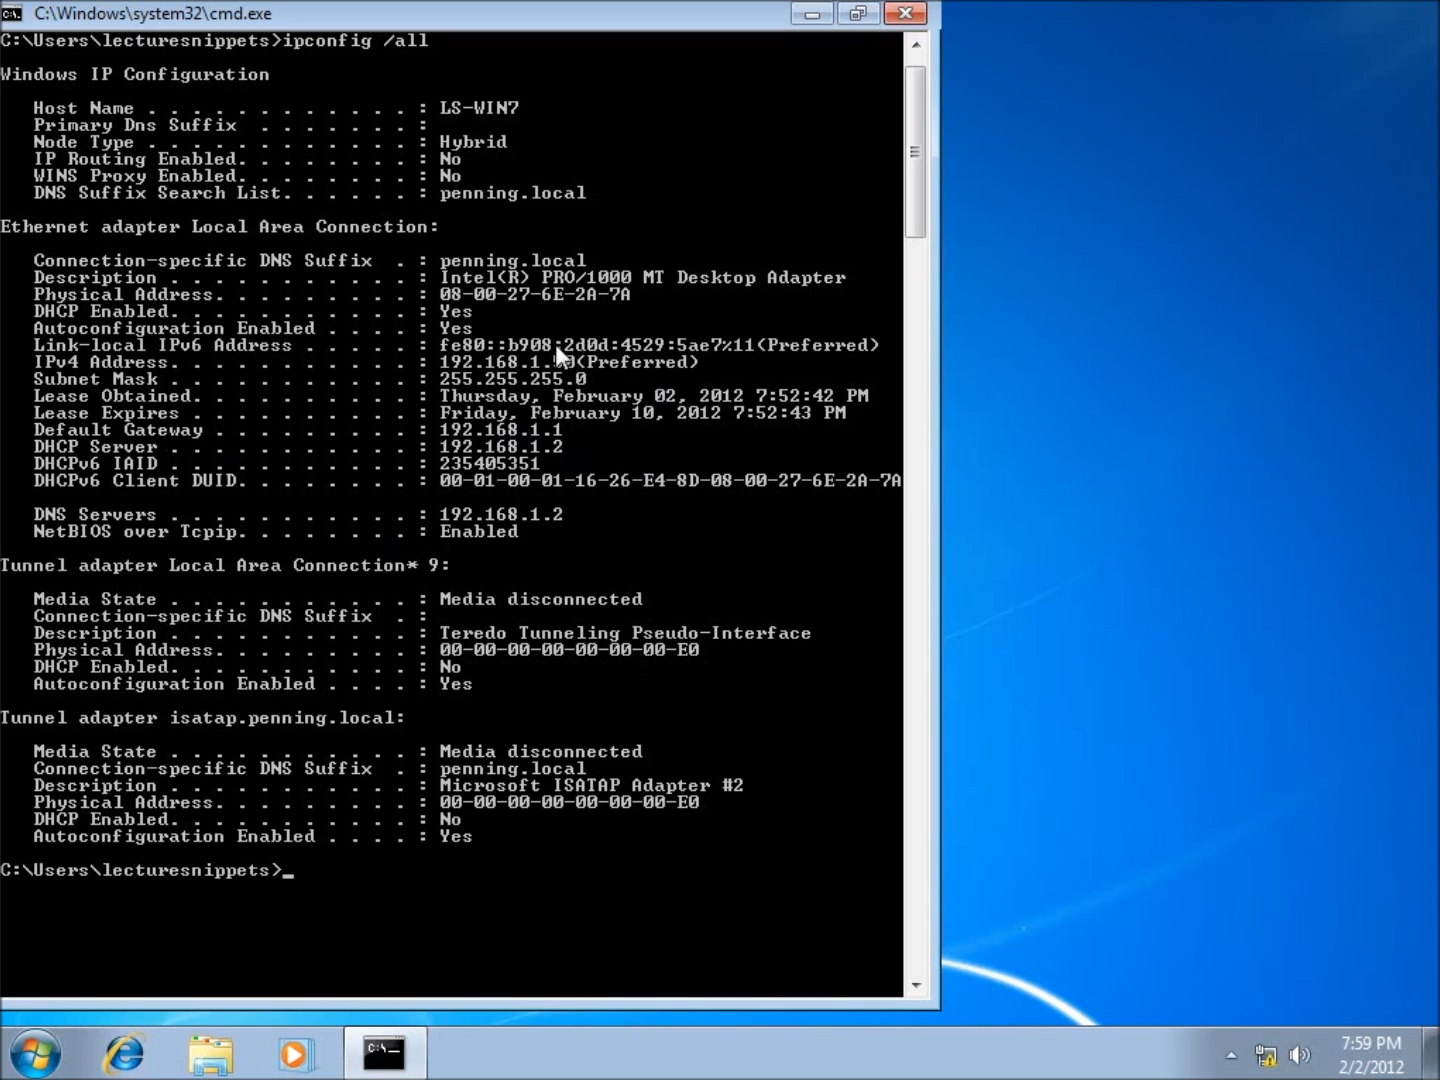 C:\Windows\system32\cmd.exe
C:\Users\lecturesnippets>ipconfig /all
Windows IP Configuration
Host Name . . . . . . . . . . . . : LS-WIN7
Primary Dns Suffix . . . . . . . :
Node Type . . . . . . . . . . . . : Hybrid
IP Routing Enabled. . . . . . . . : No
WINS Proxy Enabled. . . . . . . . : No
DNS Suffix Search List. . . . . . : penning.local
Ethernet adapter Local Area Connection:
Connection-specific DNS Suffix . : penning.local
Description . . . . . . . . . . . : Intel(R) PRO/1000 MT Desktop Adapter
Physical Address. . . . . . . . . : 08-00-27-6E-2A-7A
DHCP Enabled. . . . . . . . . . . : Yes
Autoconfiguration Enabled . . . . : Yes
Link-local IPv6 Address . . . . . : fe80::b908:2d0d:4529:5ae7%11(Preferred)
IPv4 Address. . . . . . . . . . . :
Subnet Mask . . . . . . . . . . . : 255.255.255.0
Lease Obtained. . . . . . . . . . : Thursday, February 02, 2012 7:52:42 PM
Lease Expires . . . . . . . . . . : Friday, February 10, 2012 7:52:43 PM
Default Gateway . . . . . . . . . : 192.168.1.1
DHCP Server . . . . . . . . . . . : 192.168.1.2
DHCPv6 IAID . . . . . . . . . . . : 235405351
DHCPv6 Client DUID. . . . . . . . : 00-01-00-01-16-26-E4-8D-08-00-27-6E-2A-7A
DNS Servers . . . . . . . . . . . : 192.168.1.2
NetBIOS over Tcpip. . . . . . . . : Enabled
Tunnel adapter Local Area Connection* 9:
Media State . . . . . . . . . . . : Media disconnected
Connection-specific DNS Suffix . :
Description . . . . . . . . . . . : Teredo Tunneling Pseudo-Interface
Physical Address. . . . . . . . . : 00-00-00-00-00-00-00-E0
DHCP Enabled. . . . . . . . . . . : No
Autoconfiguration Enabled . . . . : Yes
Tunnel adapter isatap.penning.local:
Media State . . . . . . . . . . . : Media disconnected
Connection-specific DNS Suffix . : penning.local
Description . . . . . . . . . . . : Microsoft ISATAP Adapter #2
Physical Address. . . . . . . . . : 00-00-00-00-00-00-00-E0
DHCP Enabled. . . . . . . . . . . : No
Autoconfiguration Enabled . . . . : Yes
C:\Users\lecturesnippets>_
7:59 PM
2/2/2012